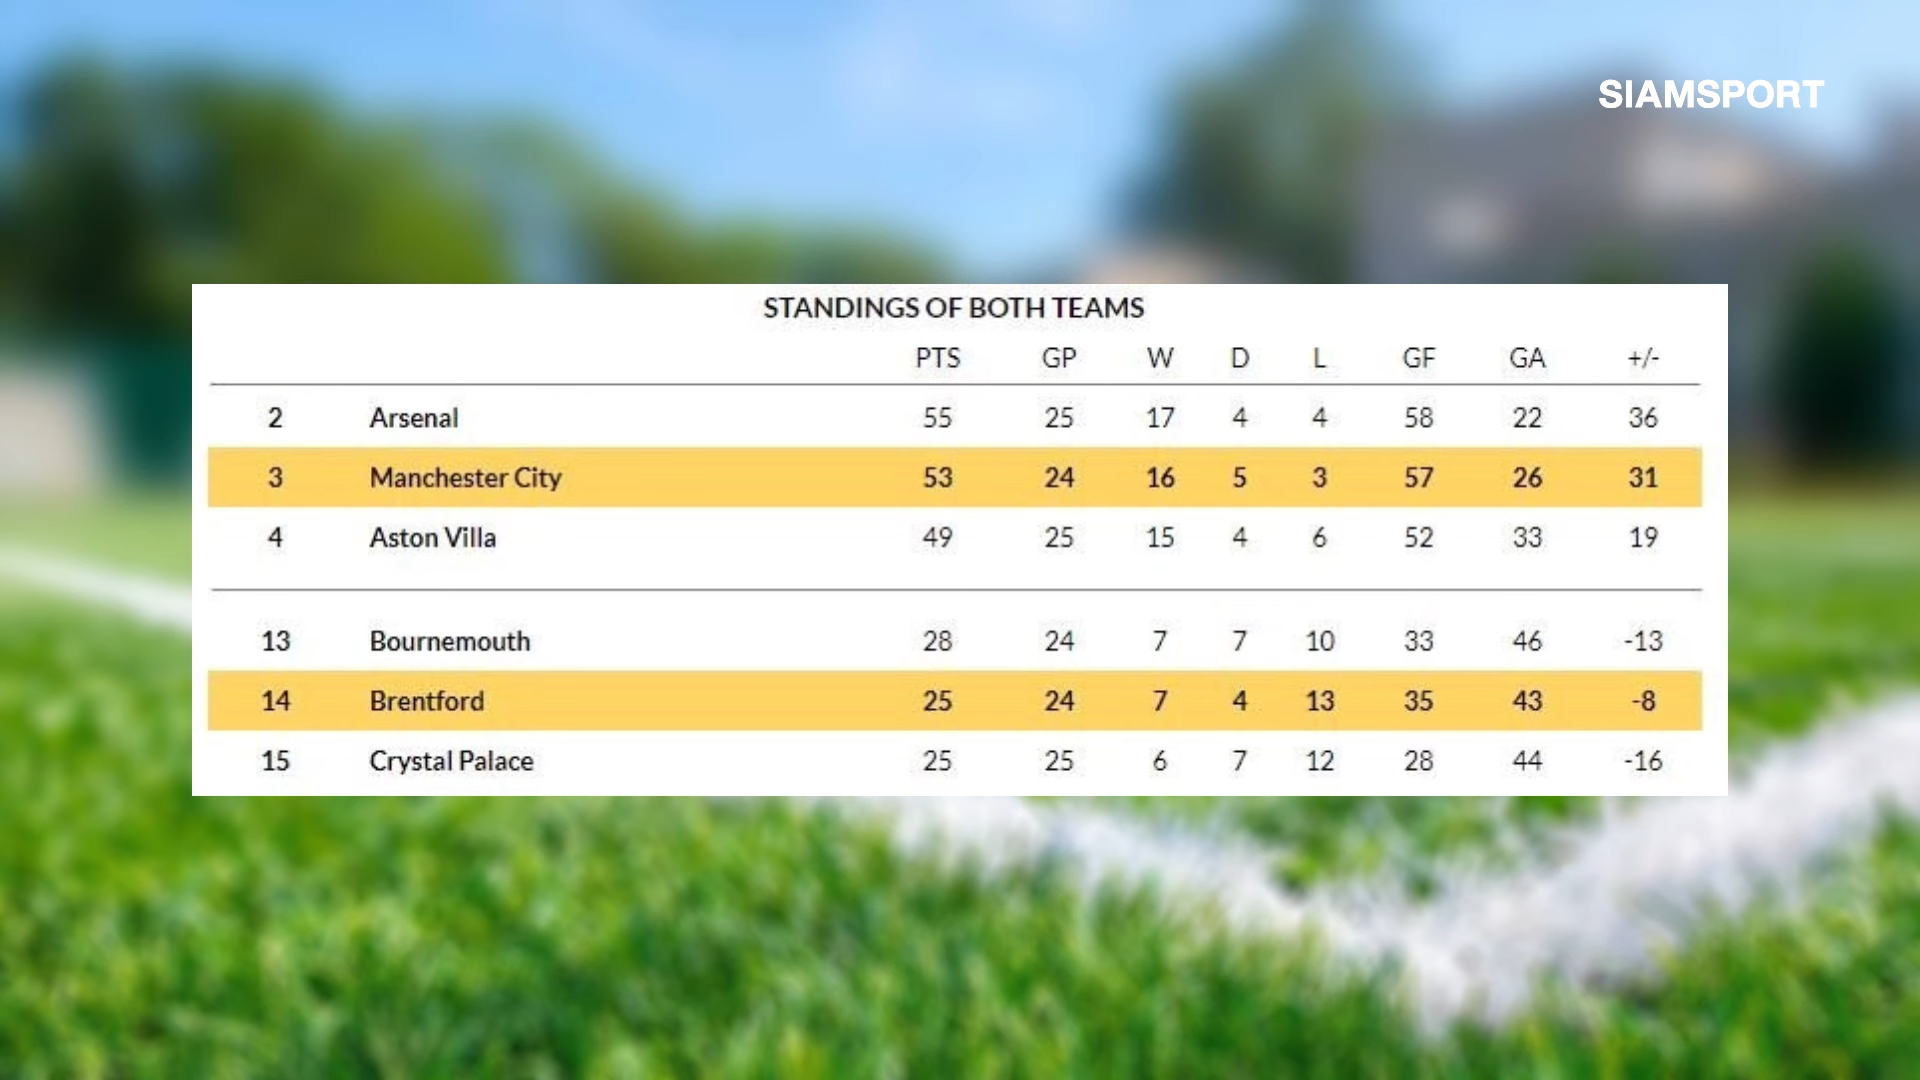 SIAMSPORT
STANDINGS OF BOTH TEAMS
PTS GP W D L GF GA +/-
2 Arsenal 55 25 17 4 4 58 22 36
3 Manchester City 53 24 16 5 3 57 26 31
4 Aston Villa 49 25 15 4 6 52 33 19
13 Bournemouth 28 24 7 7 10 33 46 -13
14 Brentford 25 24 7 4 13 35 43 -8
15 Crystal Palace 25 25 6 7 12 28 44 -16